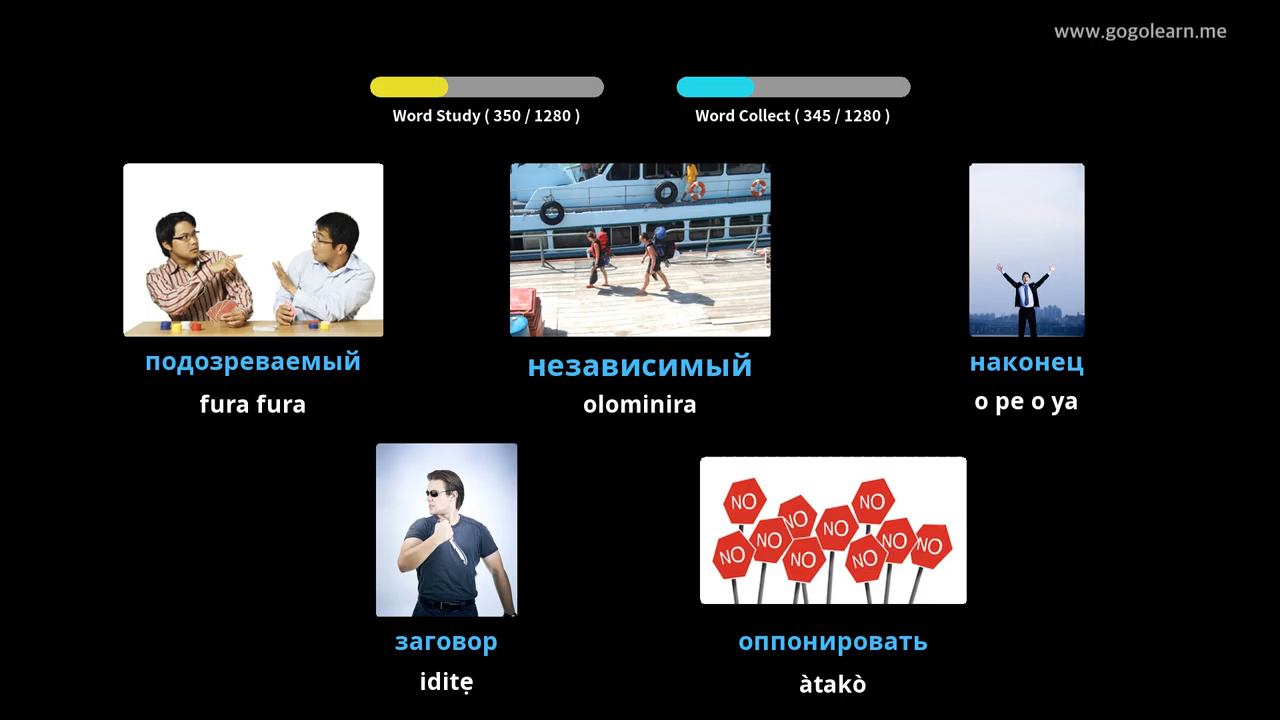 www.gogolearn.me
Word Study ( 350 / 1280 )
Word Collect ( 345 / 1280 )
подозреваемый
fura fura
независимый
olominira
наконец
o pe o ya
NO
NO
NO
NO
NO
NO
NO
NO
NO
NO
заговор
iditẹ
оппонировать
àtakò